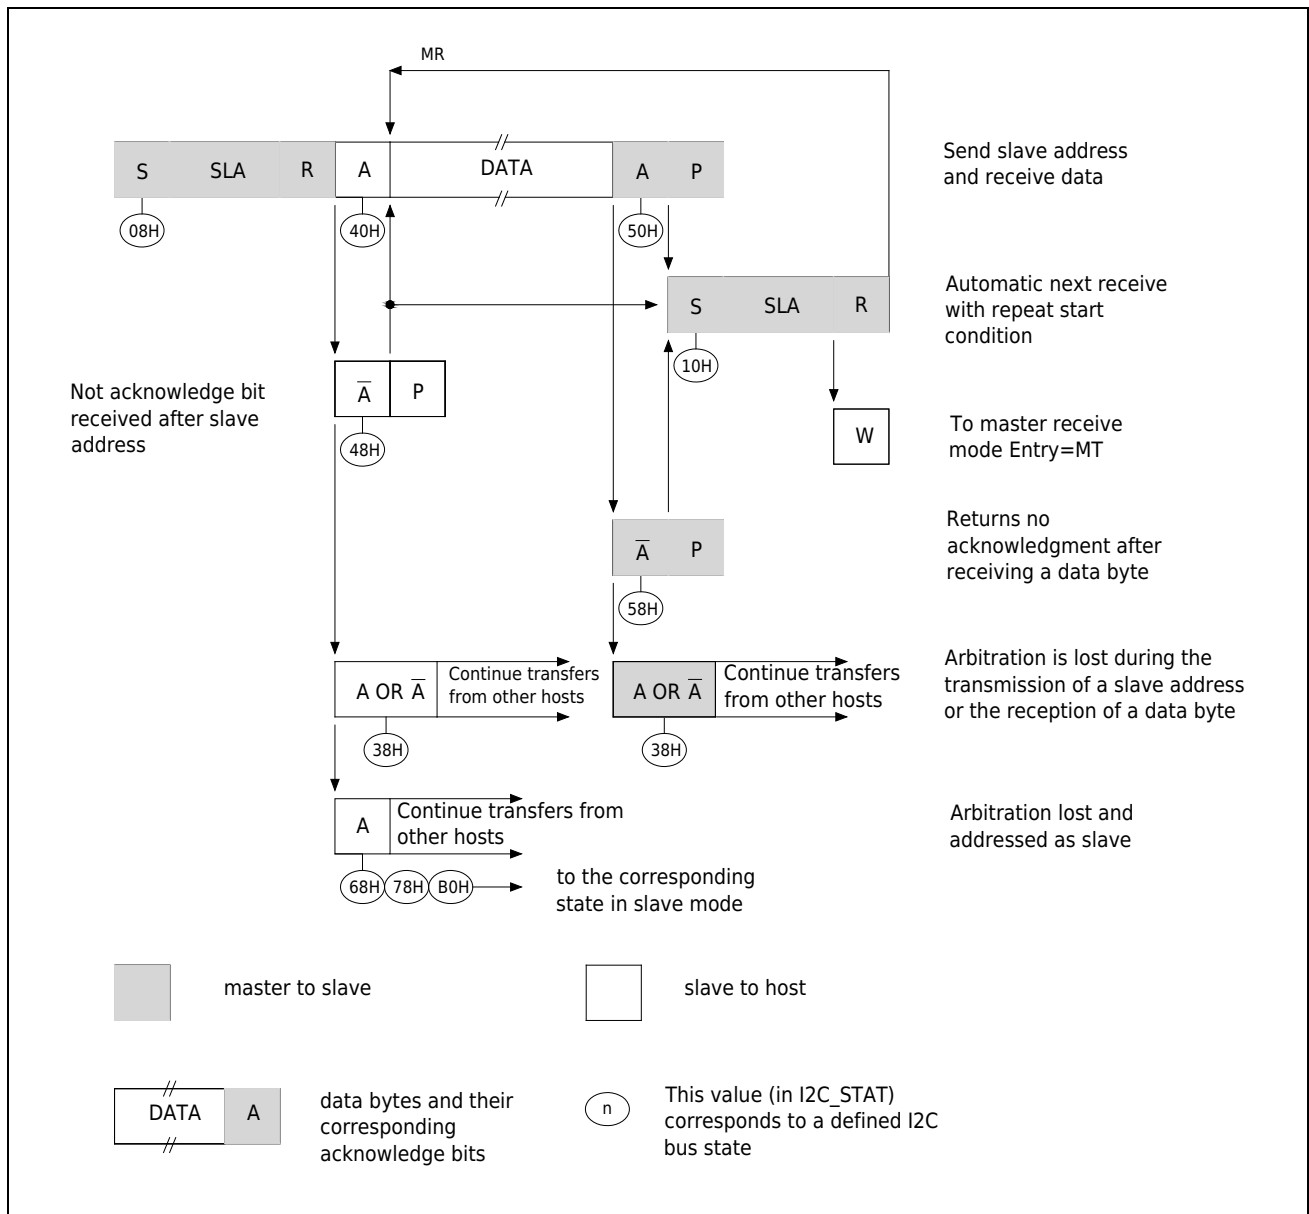 MR
S SLA R A DATA A P
Send slave address
and receive data
08H 40H 50H
S SLA R
Automatic next receive
with repeat start
condition
10H
Not acknowledge bit
received after slave
address
A̅ P
48H
W
To master receive
mode Entry=MT
A̅ P
Returns no
acknowledgment after
receiving a data byte
58H
A OR A̅
Continue transfers
from other hosts
A OR A̅
Continue transfers
from other hosts
Arbitration is lost during the
transmission of a slave address
or the reception of a data byte
38H 38H
A
Continue transfers from
other hosts
Arbitration lost and
addressed as slave
68H 78H B0H
to the corresponding
state in slave mode
master to slave
slave to host
DATA A
data bytes and their
corresponding
acknowledge bits
n
This value (in I2C_STAT)
corresponds to a defined I2C
bus state